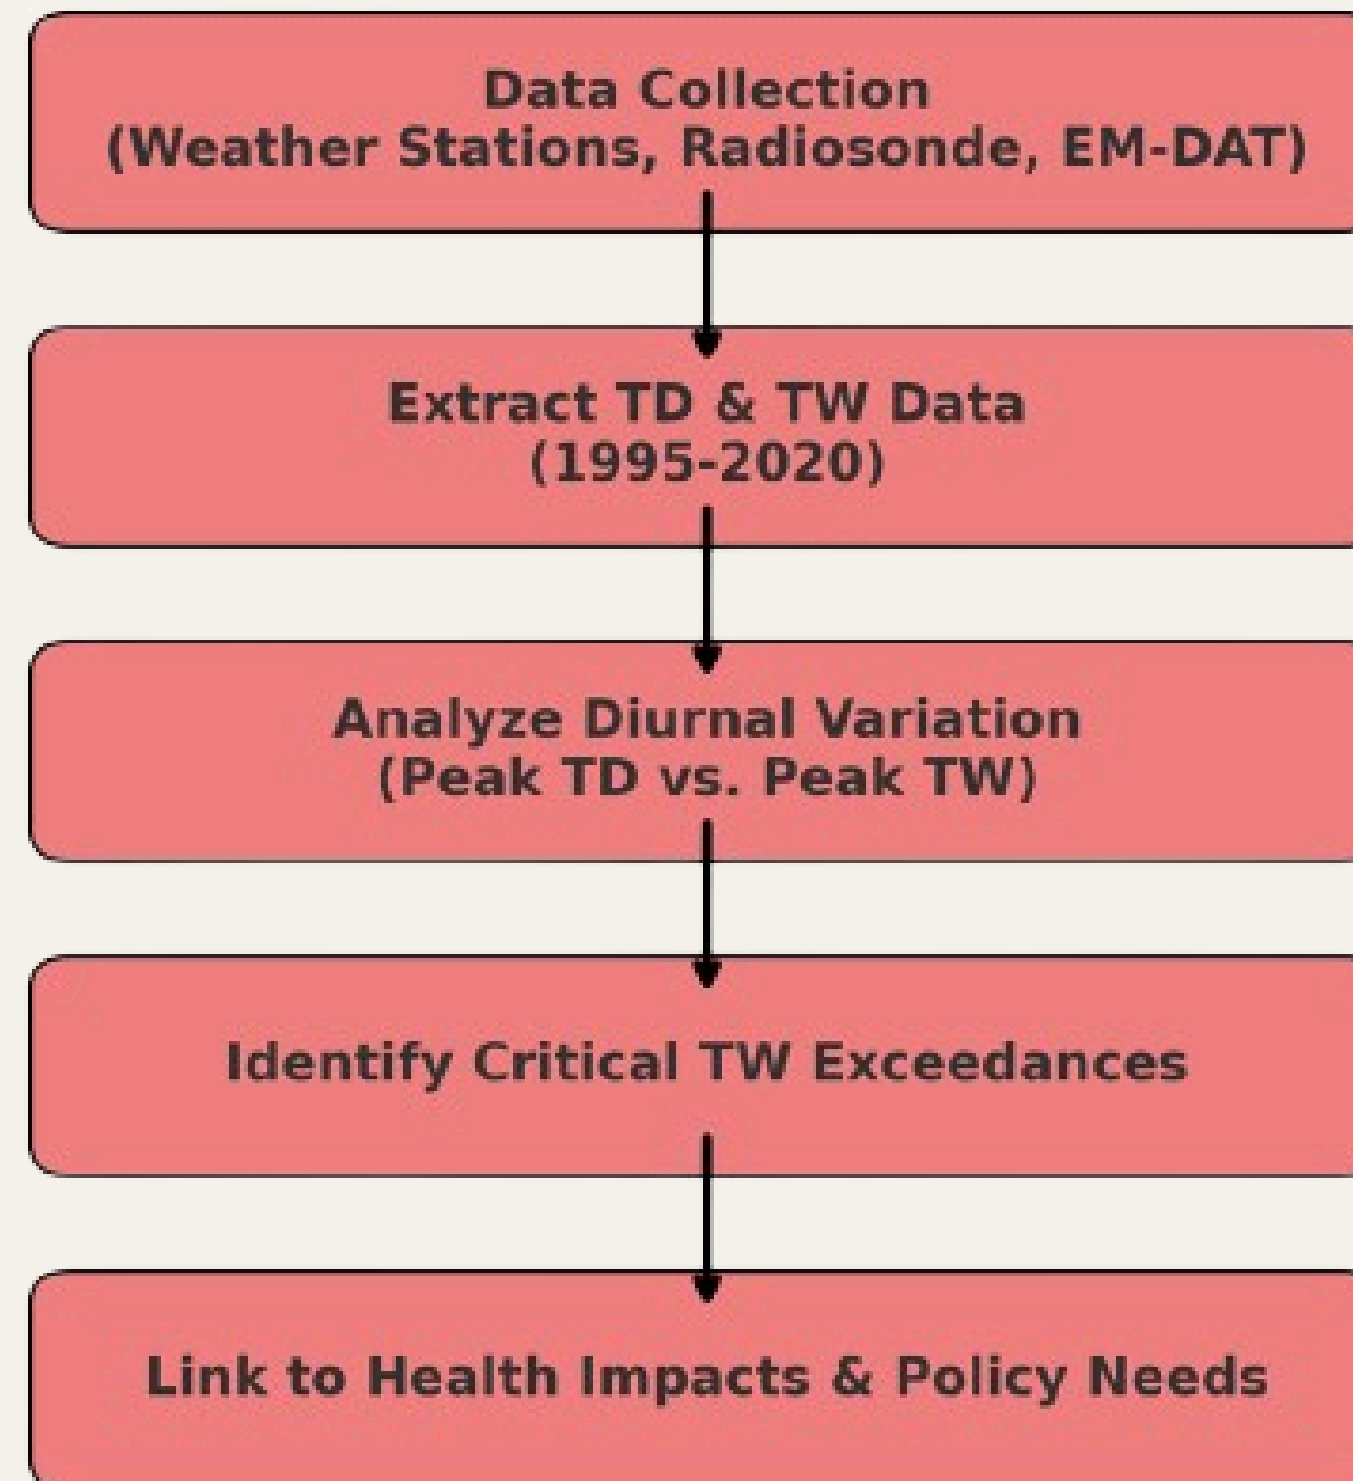 Data Collection
(Weather Stations, Radiosonde, EM-DAT)
Extract TD & TW Data
(1995-2020)
Analyze Diurnal Variation
(Peak TD vs. Peak TW)
Identify Critical TW Exceedances
Link to Health Impacts & Policy Needs